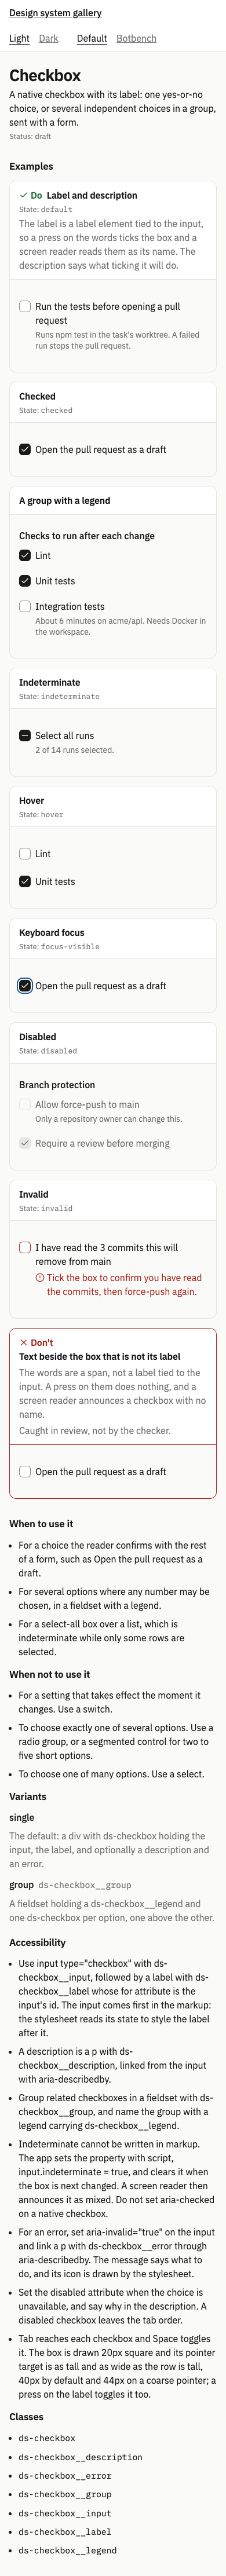 Design system gallery
Light Dark Default Botbench
Checkbox
A native checkbox with its label: one yes-or-no
choice, or several independent choices in a group,
sent with a form.
Status: draft
Examples
Do Label and description
State: default
The label is a label element tied to the input,
so a press on the words ticks the box and a
screen reader reads them as its name. The
description says what ticking it will do.
Run the tests before opening a pull
request
Runs npm test in the task's worktree. A failed
run stops the pull request.
Checked
State: checked
Open the pull request as a draft
A group with a legend
Checks to run after each change
Lint
Unit tests
Integration tests
About 6 minutes on acme/api. Needs Docker in
the workspace.
Indeterminate
State: indeterminate
Select all runs
2 of 14 runs selected.
Hover
State: hover
Lint
Unit tests
Keyboard focus
State: focus-visible
Open the pull request as a draft
Disabled
State: disabled
Branch protection
Allow force-push to main
Only a repository owner can change this.
Require a review before merging
Invalid
State: invalid
I have read the 3 commits this will
remove from main
Tick the box to confirm you have read
the commits, then force-push again.
Don't
Text beside the box that is not its label
The words are a span, not a label tied to the
input. A press on them does nothing, and a
screen reader announces a checkbox with no
name.
Caught in review, not by the checker.
Open the pull request as a draft
When to use it
• For a choice the reader confirms with the rest
of a form, such as Open the pull request as a
draft.
• For several options where any number may be
chosen, in a fieldset with a legend.
• For a select-all box over a list, which is
indeterminate while only some rows are
selected.
When not to use it
• For a setting that takes effect the moment it
changes. Use a switch.
• To choose exactly one of several options. Use a
radio group, or a segmented control for two to
five short options.
• To choose one of many options. Use a select.
Variants
single
The default: a div with ds-checkbox holding the
input, the label, and optionally a description and
an error.
group ds-checkbox__group
A fieldset holding a ds-checkbox__legend and
one ds-checkbox per option, one above the other.
Accessibility
• Use input type="checkbox" with ds-
checkbox__input, followed by a label with ds-
checkbox__label whose for attribute is the
input's id. The input comes first in the markup:
the stylesheet reads its state to style the label
after it.
• A description is a p with ds-
checkbox__description, linked from the input
with aria-describedby.
• Group related checkboxes in a fieldset with ds-
checkbox__group, and name the group with a
legend carrying ds-checkbox__legend.
• Indeterminate cannot be written in markup.
The app sets the property with script,
input.indeterminate = true, and clears it when
the box is next changed. A screen reader then
announces it as mixed. Do not set aria-checked
on a native checkbox.
• For an error, set aria-invalid="true" on the input
and link a p with ds-checkbox__error through
aria-describedby. The message says what to
do, and its icon is drawn by the stylesheet.
• Set the disabled attribute when the choice is
unavailable, and say why in the description. A
disabled checkbox leaves the tab order.
• Tab reaches each checkbox and Space toggles
it. The box is drawn 20px square and its pointer
target is as tall and as wide as the row is tall,
40px by default and 44px on a coarse pointer; a
press on the label toggles it too.
Classes
• ds-checkbox
• ds-checkbox__description
• ds-checkbox__error
• ds-checkbox__group
• ds-checkbox__input
• ds-checkbox__label
• ds-checkbox__legend